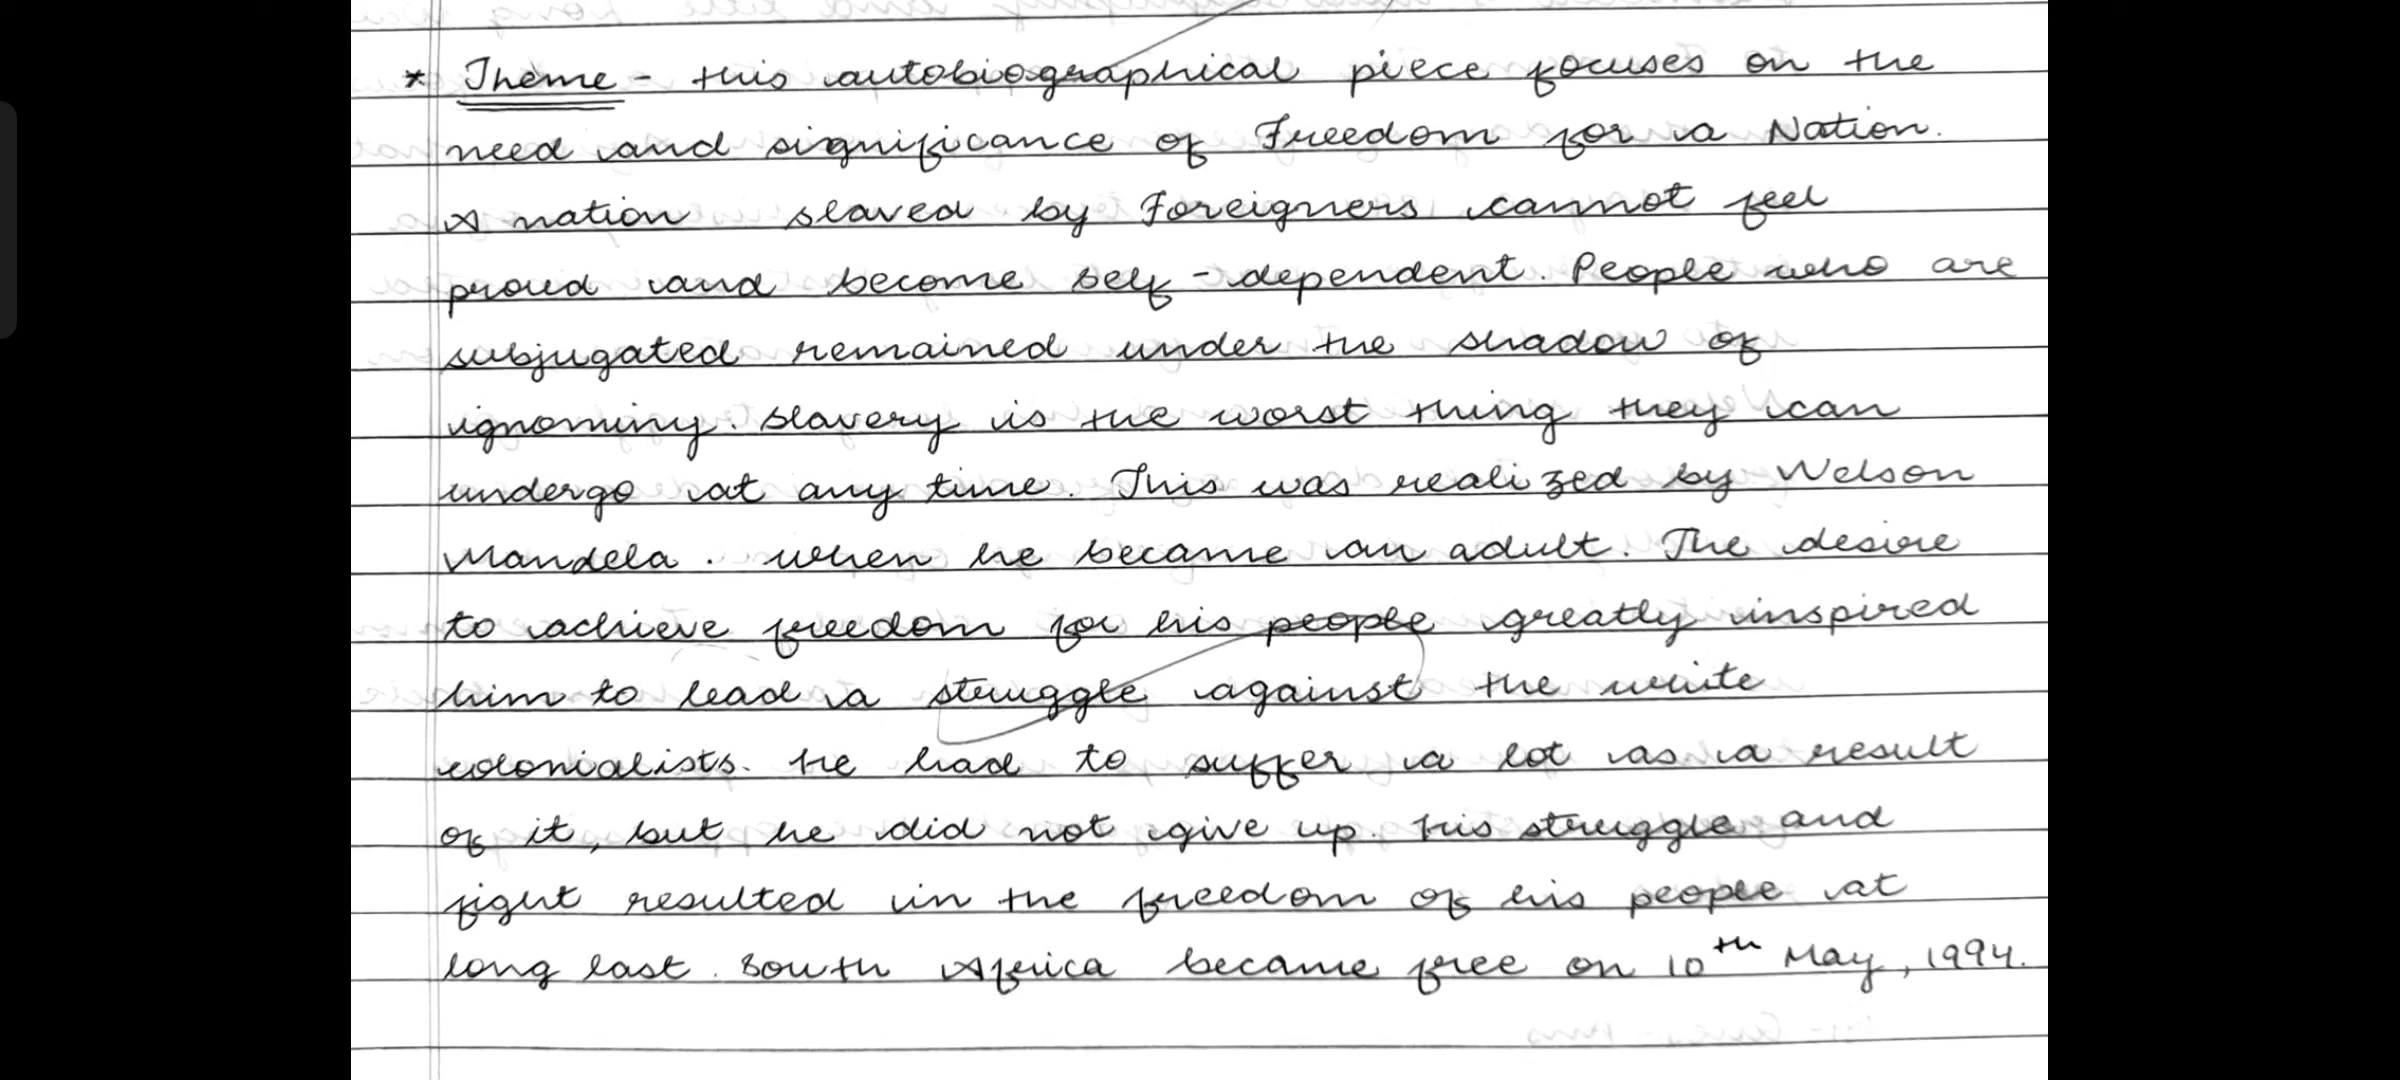 * Theme - this autobiographical piece focuses on the
need and significance of Freedom for a Nation.
A nation slaved by Foreigners cannot feel
proud and become self - dependent. People who are
subjugated remained under the shadow of
ignominy. Slavery is the worst thing they can
undergo at any time. This was realized by Nelson
Mandela. when he became an adult. The desire
to achieve freedom for his people greatly inspired
him to lead a struggle against the white
colonialists. He had to suffer a lot as a result
of it, but he did not give up. His struggle and
fight resulted in the freedom of his people at
long last. South Africa became free on 10th May, 1994.